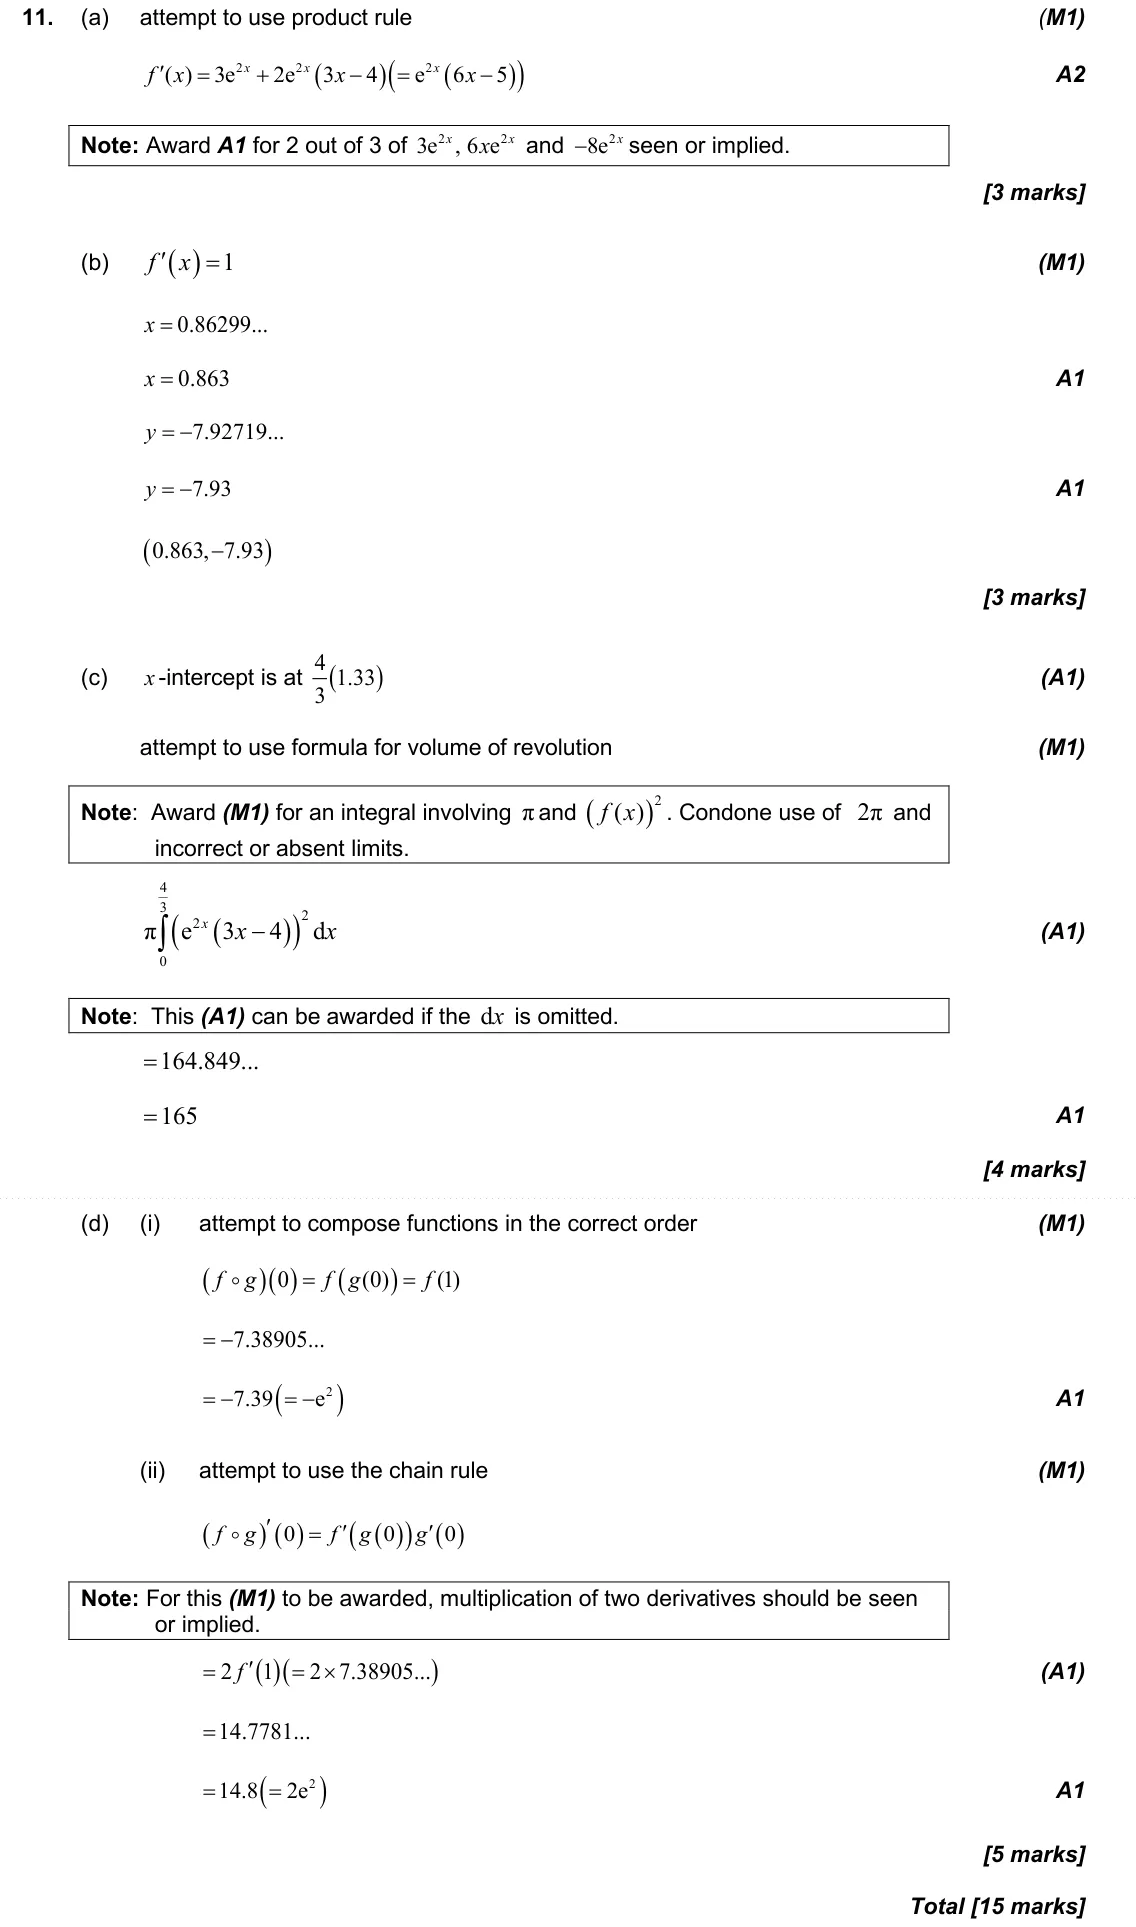 11. (a) attempt to use product rule (M1)
f′(x) = 3e^{2x} + 2e^{2x}(3x − 4)(= e^{2x}(6x − 5)) A2
Note: Award A1 for 2 out of 3 of 3e^{2x}, 6xe^{2x} and −8e^{2x} seen or implied.
[3 marks]
(b) f′(x) = 1 (M1)
x = 0.86299...
x = 0.863 A1
y = −7.92719...
y = −7.93 A1
(0.863, −7.93)
[3 marks]
(c) x-intercept is at 4/3 (1.33) (A1)
attempt to use formula for volume of revolution (M1)
Note: Award (M1) for an integral involving π and (f(x))². Condone use of 2π and
incorrect or absent limits.
π∫_0^{4/3} (e^{2x}(3x − 4))² dx (A1)
Note: This (A1) can be awarded if the dx is omitted.
= 164.849...
= 165 A1
[4 marks]
(d) (i) attempt to compose functions in the correct order (M1)
(f ∘ g)(0) = f(g(0)) = f(1)
= −7.38905...
= −7.39(= −e²) A1
(ii) attempt to use the chain rule (M1)
(f ∘ g)′(0) = f′(g(0))g′(0)
Note: For this (M1) to be awarded, multiplication of two derivatives should be seen
or implied.
= 2f′(1)(= 2 × 7.38905...) (A1)
= 14.7781...
= 14.8(= 2e²) A1
[5 marks]
Total [15 marks]